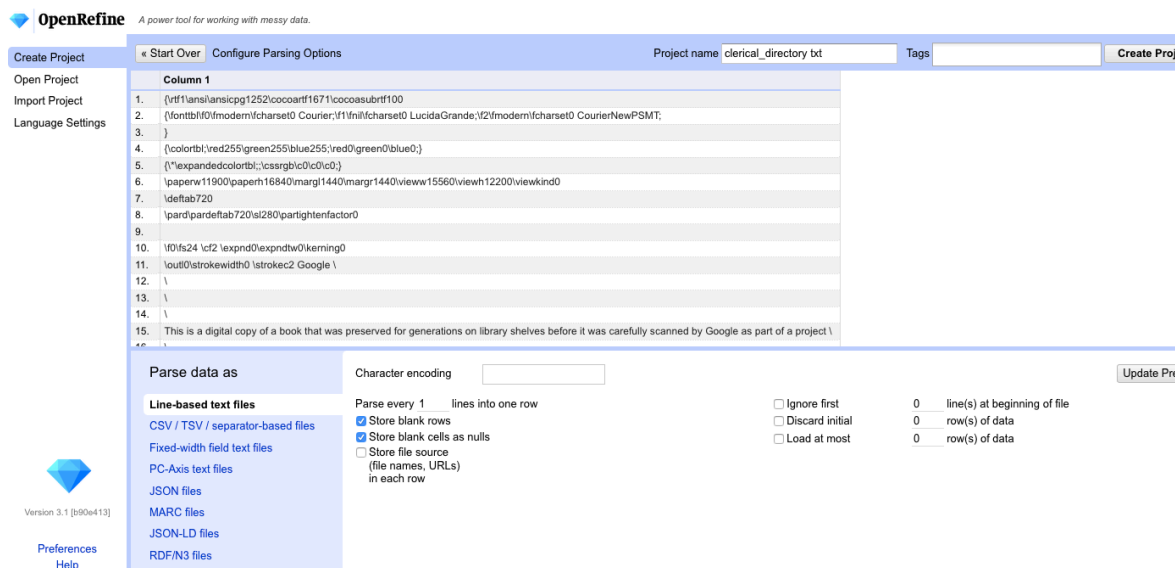 OpenRefine A power tool for working with messy data.
Create Project
Open Project
Import Project
Language Settings
« Start Over Configure Parsing Options Project name clerical_directory txt Tags Create Proj
Column 1
1. {\rtf1\ansi\ansicpg1252\cocoartf1671\cocoasubrtf100
2. {\fonttbl\f0\fmodern\fcharset0 Courier;\f1\fnil\fcharset0 LucidaGrande;\f2\fmodern\fcharset0 CourierNewPSMT;
3. }
4. {\colortbl;\red255\green255\blue255;\red0\green0\blue0;}
5. {\*\expandedcolortbl;;\cssrgb\c0\c0\c0;}
6. \paperw11900\paperh16840\margl1440\margr1440\vieww15560\viewh12200\viewkind0
7. \deftab720
8. \pard\pardeftab720\sl280\partightenfactor0
9.
10. \f0\fs24 \cf2 \expnd0\expndtw0\kerning0
11. \outl0\strokewidth0 \strokec2 Google \
12. \
13. \
14. \
15. This is a digital copy of a book that was preserved for generations on library shelves before it was carefully scanned by Google as part of a project \
16. \
Parse data as
Line-based text files
CSV / TSV / separator-based files
Fixed-width field text files
PC-Axis text files
JSON files
MARC files
JSON-LD files
RDF/N3 files
Character encoding
Update Pre
Parse every 1 lines into one row
Store blank rows
Store blank cells as nulls
Store file source
(file names, URLs)
in each row
Ignore first 0 line(s) at beginning of file
Discard initial 0 row(s) of data
Load at most 0 row(s) of data
Version 3.1 [b90e413]
Preferences
Help